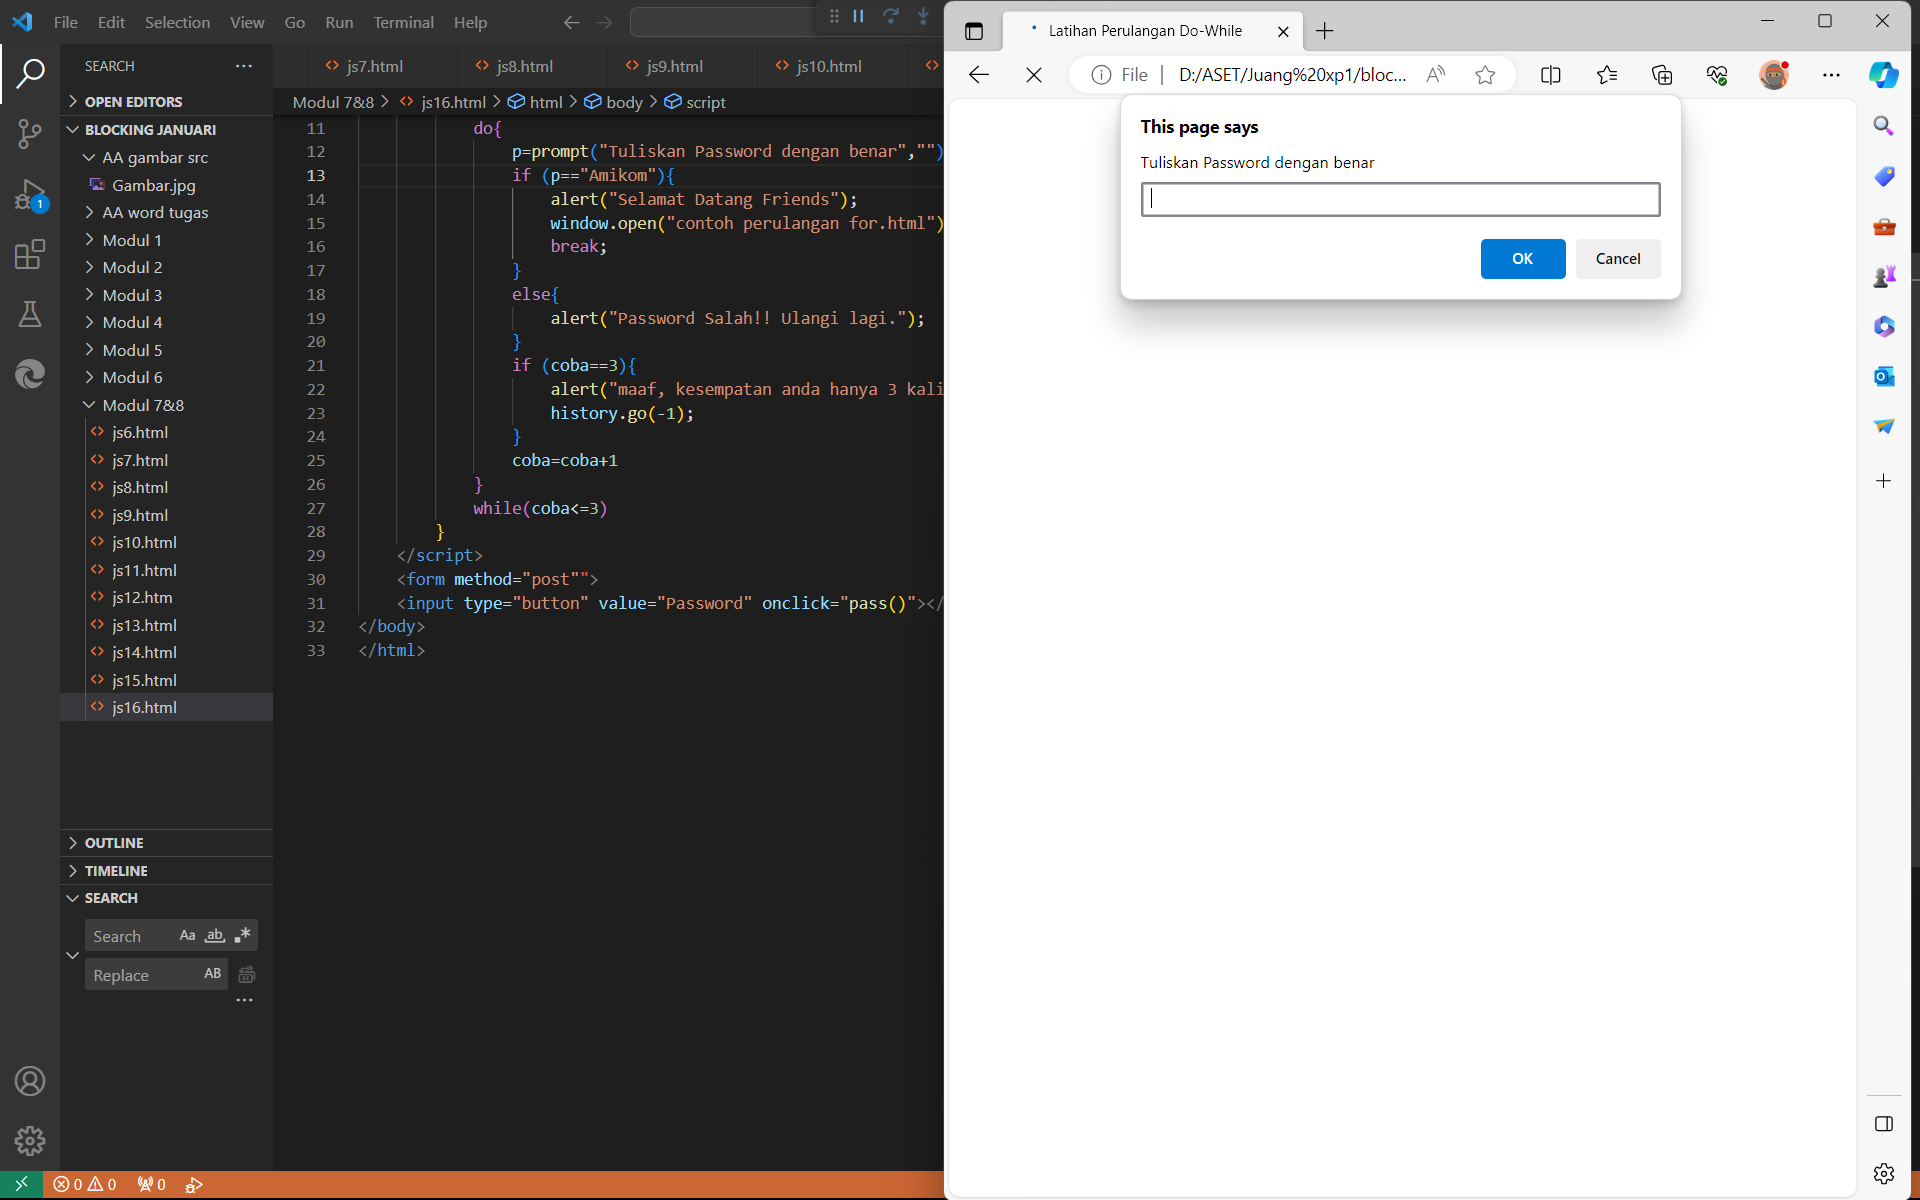 File Edit Selection View Go Run Terminal Help
SEARCH
OPEN EDITORS
BLOCKING JANUARI
AA gambar src
Gambar.jpg
AA word tugas
Modul 1
Modul 2
Modul 3
Modul 4
Modul 5
Modul 6
Modul 7&8
js6.html
js7.html
js8.html
js9.html
js10.html
js11.html
js12.htm
js13.html
js14.html
js15.html
js16.html
OUTLINE
TIMELINE
SEARCH
Search Aa ab
Replace AB
1
0 0 0
js7.html js8.html js9.html js10.html
Modul 7&8 > js16.html > html > body > script
11 do{
12 p=prompt("Tuliskan Password dengan benar","")
13 if (p=="Amikom"){
14 alert("Selamat Datang Friends");
15 window.open("contoh perulangan for.html")
16 break;
17 }
18 else{
19 alert("Password Salah!! Ulangi lagi.");
20 }
21 if (coba==3){
22 alert("maaf, kesempatan anda hanya 3 kali
23 history.go(-1);
24 }
25 coba=coba+1
26 }
27 while(coba<=3)
28 }
29 </script>
30 <form method="post"">
31 <input type="button" value="Password" onclick="pass()"></
32 </body>
33 </html>
Latihan Perulangan Do-While
File | D:/ASET/Juang%20xp1/bloc...
This page says
Tuliskan Password dengan benar
OK Cancel